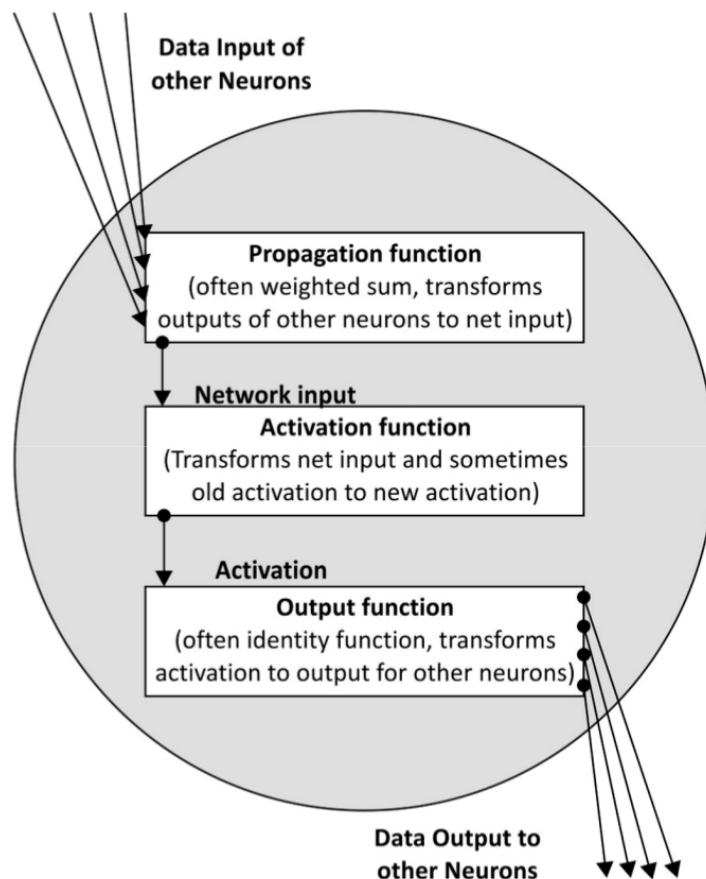 Data Input of
other Neurons
Propagation function
(often weighted sum, transforms
outputs of other neurons to net input)
Network input
Activation function
(Transforms net input and sometimes
old activation to new activation)
Activation
Output function
(often identity function, transforms
activation to output for other neurons)
Data Output to
other Neurons